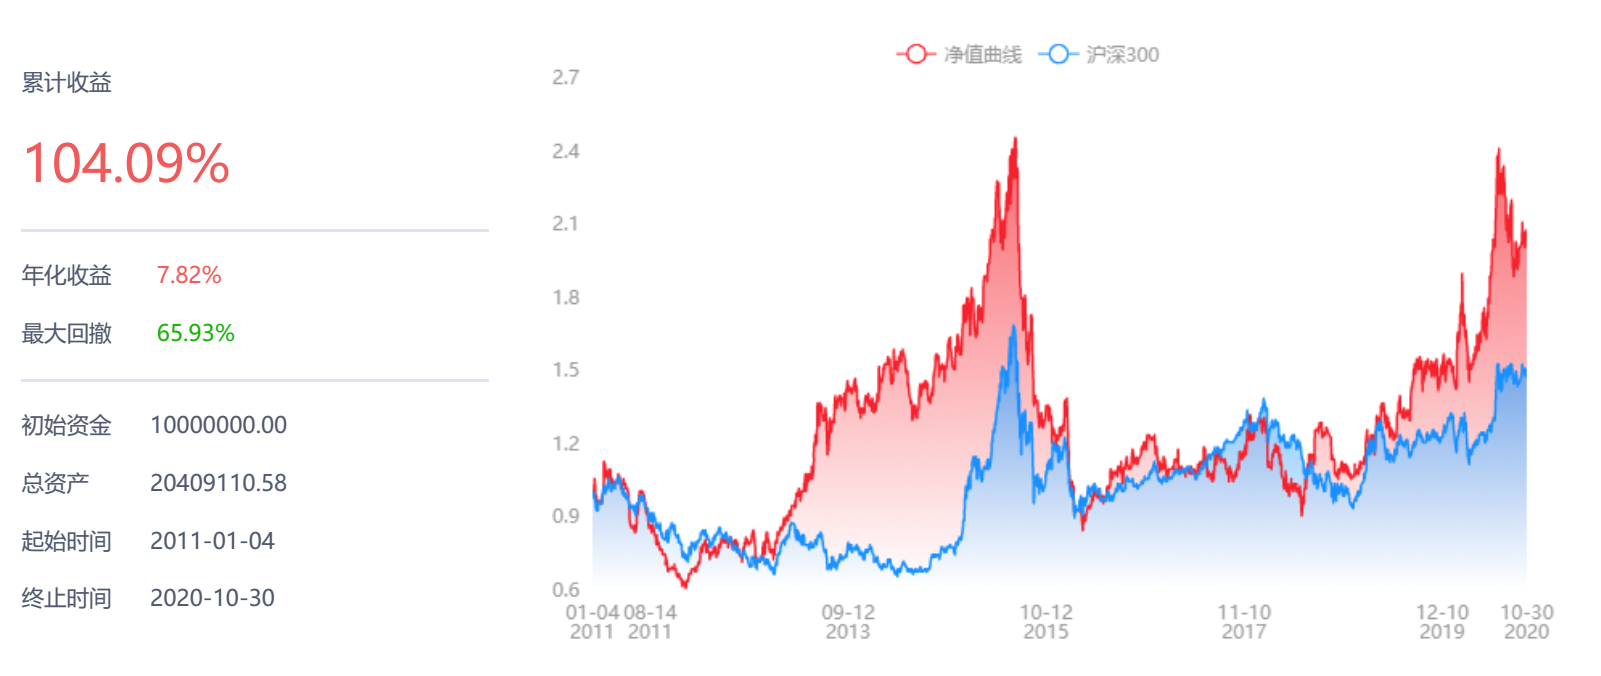 累计收益
104.09%
年化收益 7.82%
最大回撤 65.93%
初始资金 10000000.00
总资产 20409110.58
起始时间 2011-01-04
终止时间 2020-10-30
净值曲线 沪深300
2.7
2.4
2.1
1.8
1.5
1.2
0.9
0.6
01-04 08-14 09-12 10-12 11-10 12-10 10-30
2011 2011 2013 2015 2017 2019 2020